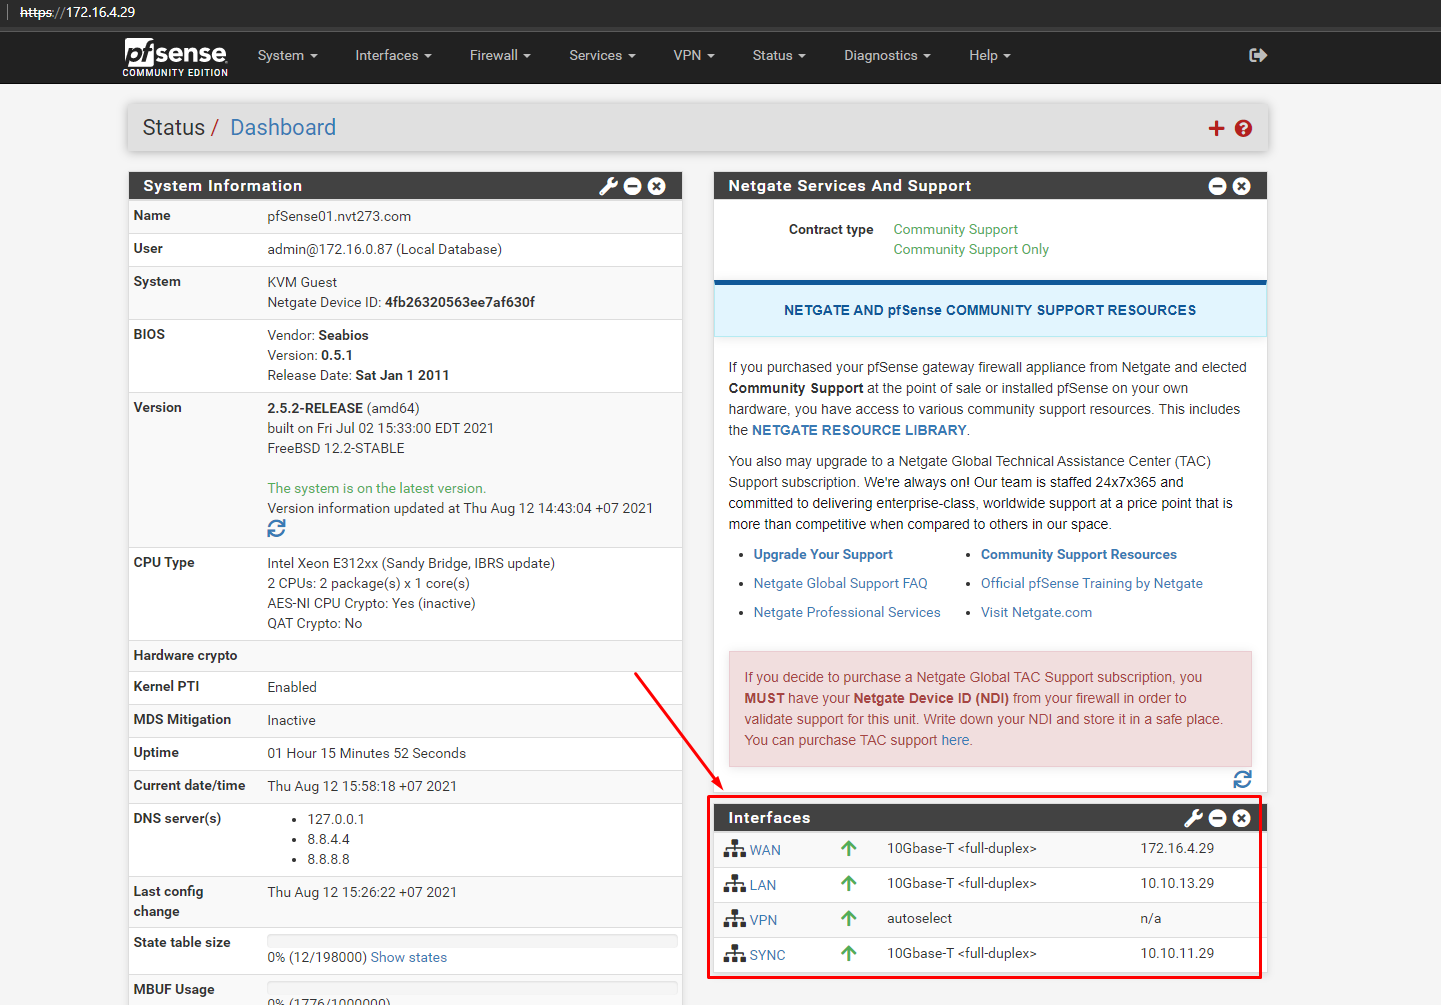 https://172.16.4.29
pfsense
COMMUNITY EDITION
System
Interfaces
Firewall
Services
VPN
Status
Diagnostics
Help
Status / Dashboard
System Information
Name pfSense01.nvt273.com
User admin@172.16.0.87 (Local Database)
System KVM Guest
Netgate Device ID: 4fb26320563ee7af630f
BIOS Vendor: Seabios
Version: 0.5.1
Release Date: Sat Jan 1 2011
Version 2.5.2-RELEASE (amd64)
built on Fri Jul 02 15:33:00 EDT 2021
FreeBSD 12.2-STABLE
The system is on the latest version.
Version information updated at Thu Aug 12 14:43:04 +07 2021
CPU Type Intel Xeon E312xx (Sandy Bridge, IBRS update)
2 CPUs: 2 package(s) x 1 core(s)
AES-NI CPU Crypto: Yes (inactive)
QAT Crypto: No
Hardware crypto
Kernel PTI Enabled
MDS Mitigation Inactive
Uptime 01 Hour 15 Minutes 52 Seconds
Current date/time Thu Aug 12 15:58:18 +07 2021
DNS server(s) • 127.0.0.1
• 8.8.4.4
• 8.8.8.8
Last config Thu Aug 12 15:26:22 +07 2021
change
State table size
0% (12/198000) Show states
MBUF Usage
0% (1776/1000000)
Netgate Services And Support
Contract type Community Support
Community Support Only
NETGATE AND pfSense COMMUNITY SUPPORT RESOURCES
If you purchased your pfSense gateway firewall appliance from Netgate and elected
Community Support at the point of sale or installed pfSense on your own
hardware, you have access to various community support resources. This includes
the NETGATE RESOURCE LIBRARY.
You also may upgrade to a Netgate Global Technical Assistance Center (TAC)
Support subscription. We're always on! Our team is staffed 24x7x365 and
committed to delivering enterprise-class, worldwide support at a price point that is
more than competitive when compared to others in our space.
• Upgrade Your Support • Community Support Resources
• Netgate Global Support FAQ • Official pfSense Training by Netgate
• Netgate Professional Services • Visit Netgate.com
If you decide to purchase a Netgate Global TAC Support subscription, you
MUST have your Netgate Device ID (NDI) from your firewall in order to
validate support for this unit. Write down your NDI and store it in a safe place.
You can purchase TAC support here.
Interfaces
WAN 10Gbase-T <full-duplex> 172.16.4.29
LAN 10Gbase-T <full-duplex> 10.10.13.29
VPN autoselect n/a
SYNC 10Gbase-T <full-duplex> 10.10.11.29